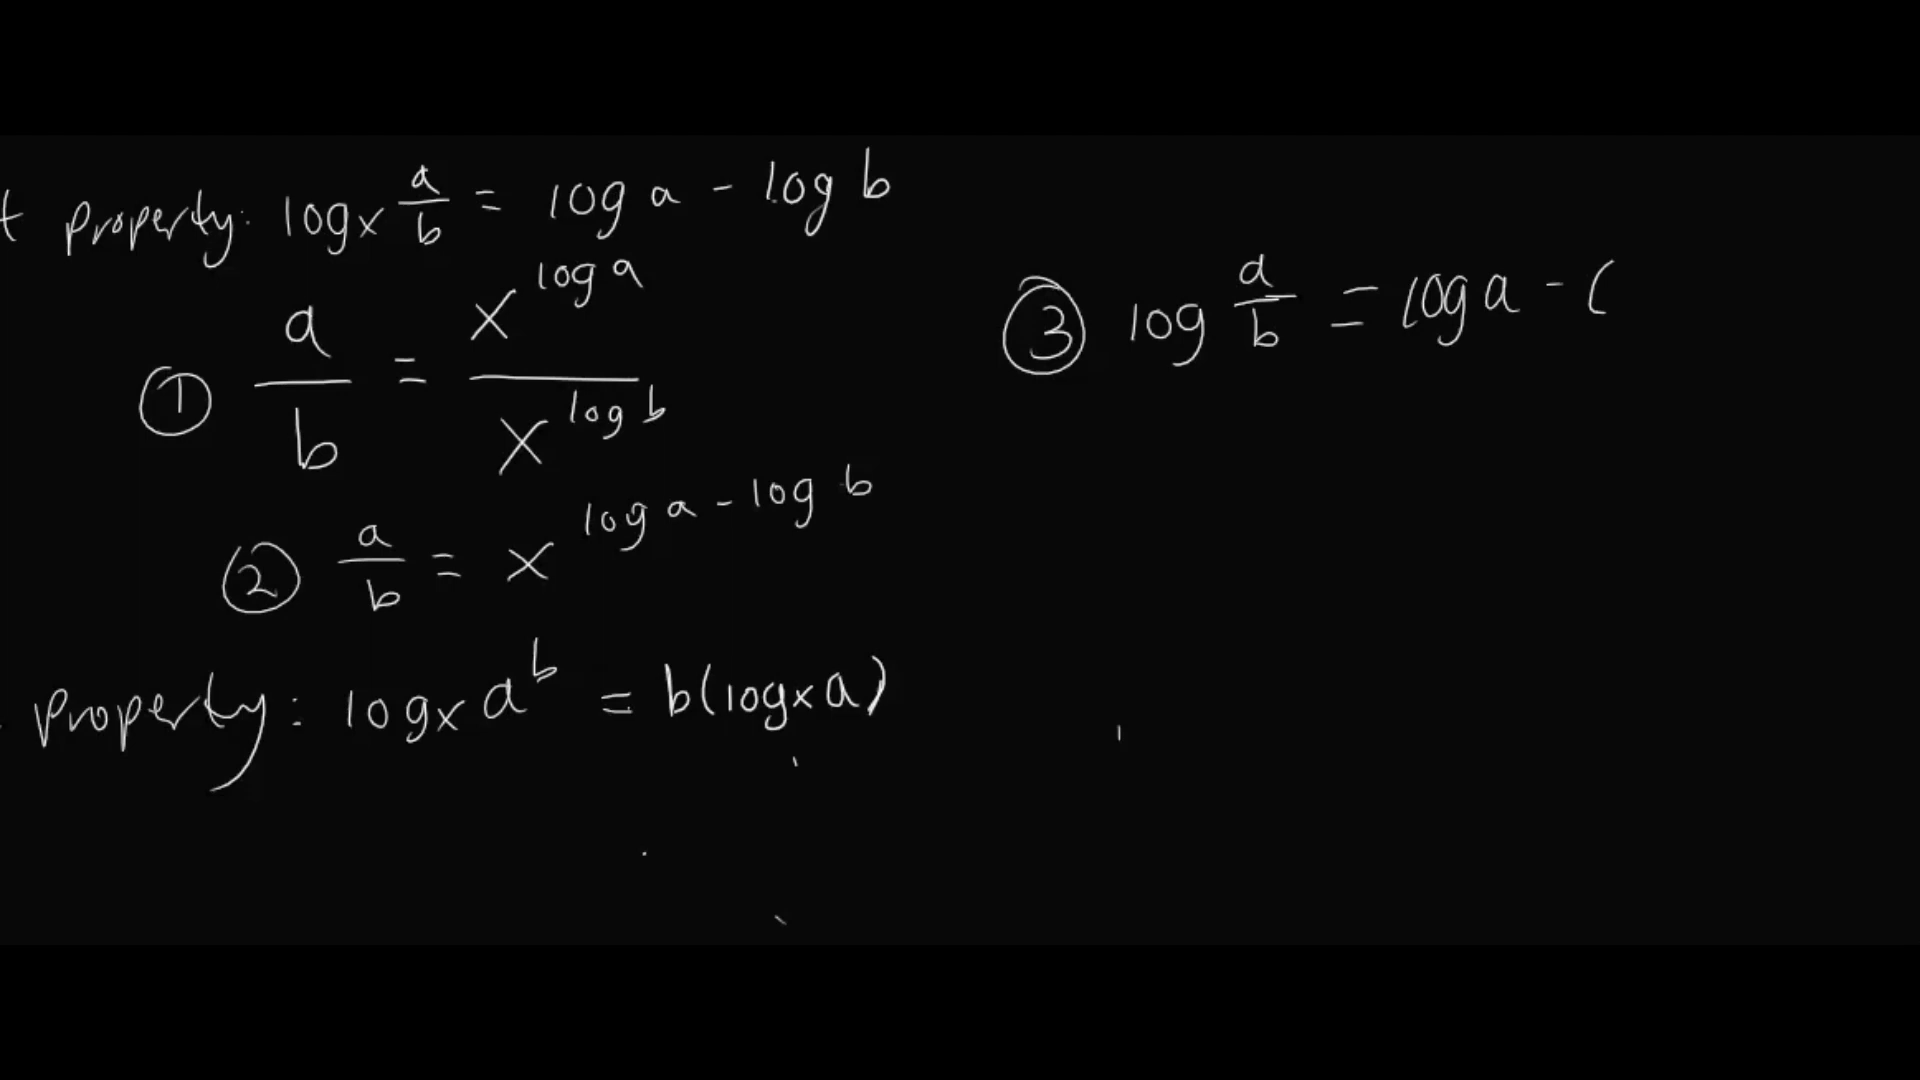 t Property: logx a/b = log a - log b
① a/b = x^log a / x^log b
② a/b = x^log a - log b
Property: logx a^b = b(logx a)
③ log a/b = log a - (